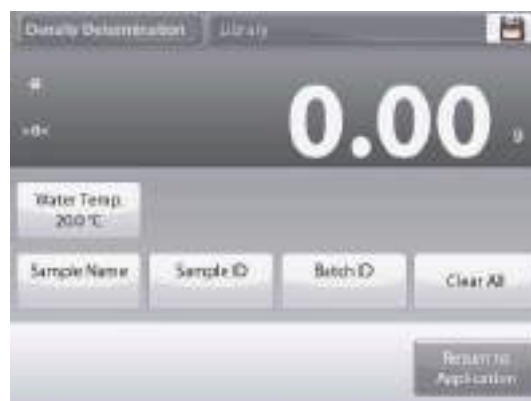 Density Determination Library
0.00 g
>0<
Water Temp.
20.0 °C
Sample Name Sample ID Batch ID Clear All
Return to
Application